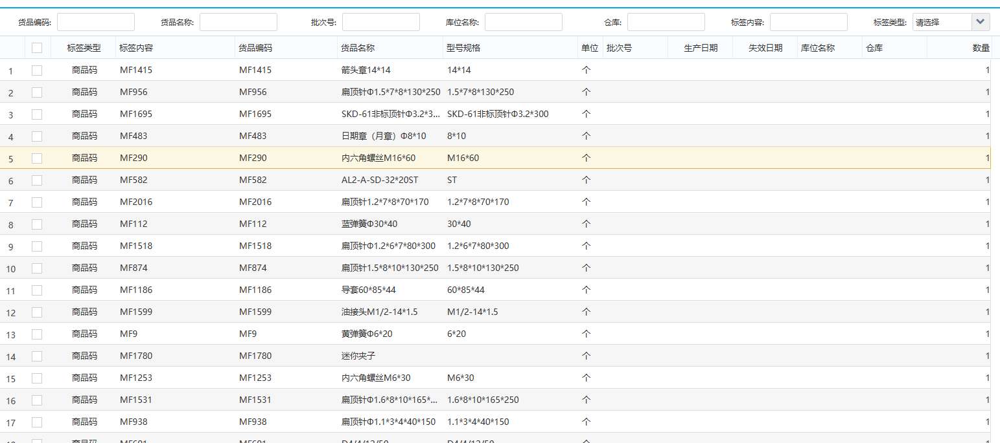 货品编码: 货品名称: 批次号: 库位名称: 仓库: 标签内容: 标签类型: 请选择
标签类型 标签内容 货品编码 货品名称 型号规格 单位 批次号 生产日期 失效日期 库位名称 仓库 数量
1 商品码 MF1415 MF1415 箭头章14*14 14*14 个 1
2 商品码 MF956 MF956 扁顶针Φ1.5*7*8*130*250 1.5*7*8*130*250 个 1
3 商品码 MF1695 MF1695 SKD-61非标顶针Φ3.2*3... SKD-61非标顶针Φ3.2*300 个 1
4 商品码 MF483 MF483 日期章（月章）Φ8*10 8*10 个 1
5 商品码 MF290 MF290 内六角螺丝M16*60 M16*60 个 1
6 商品码 MF582 MF582 AL2-A-SD-32*20ST ST 个 1
7 商品码 MF2016 MF2016 扁顶针1.2*7*8*70*170 1.2*7*8*70*170 个 1
8 商品码 MF112 MF112 蓝弹簧Φ30*40 30*40 个 1
9 商品码 MF1518 MF1518 扁顶针Φ1.2*6*7*80*300 1.2*6*7*80*300 个 1
10 商品码 MF874 MF874 扁顶针1.5*8*10*130*250 1.5*8*10*130*250 个 1
11 商品码 MF1186 MF1186 导套60*85*44 60*85*44 个 1
12 商品码 MF1599 MF1599 油接头M1/2-14*1.5 M1/2-14*1.5 个 1
13 商品码 MF9 MF9 黄弹簧Φ6*20 6*20 个 1
14 商品码 MF1780 MF1780 迷你夹子 个 1
15 商品码 MF1253 MF1253 内六角螺丝M6*30 M6*30 个 1
16 商品码 MF1531 MF1531 扁顶针Φ1.6*8*10*165*... 1.6*8*10*165*250 个 1
17 商品码 MF938 MF938 扁顶针Φ1.1*3*4*40*150 1.1*3*4*40*150 个 1